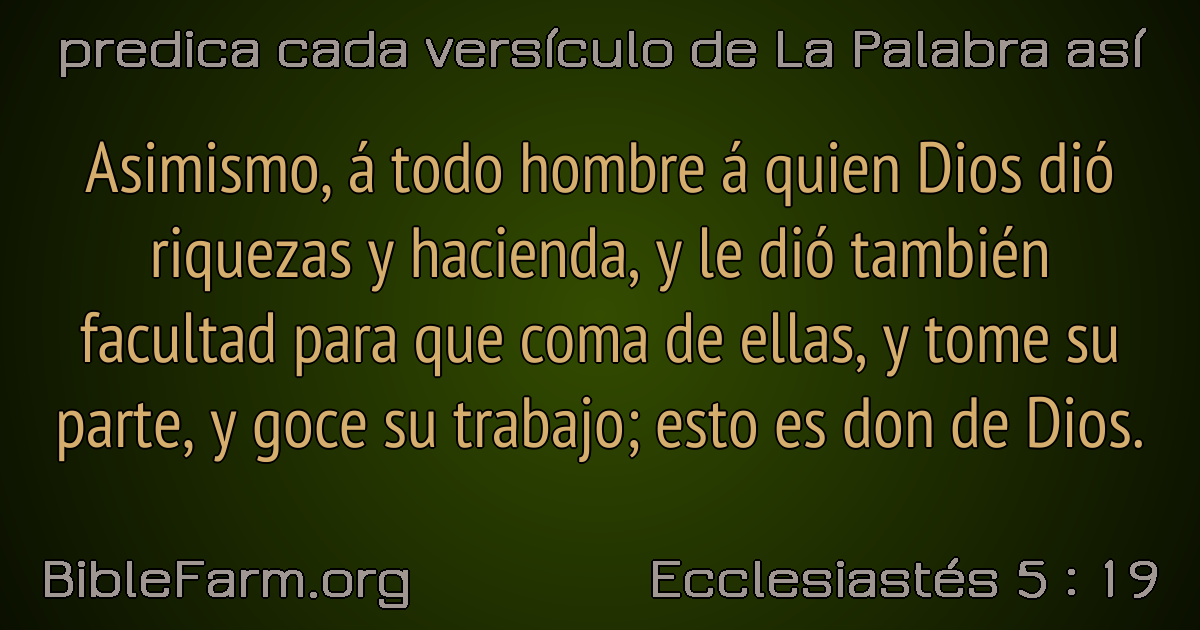 predica cada versículo de La Palabra así
Asimismo, á todo hombre á quien Dios dió
riquezas y hacienda, y le dió también
facultad para que coma de ellas, y tome su
parte, y goce su trabajo; esto es don de Dios.
BibleFarm.org
Ecclesiastés 5 : 19